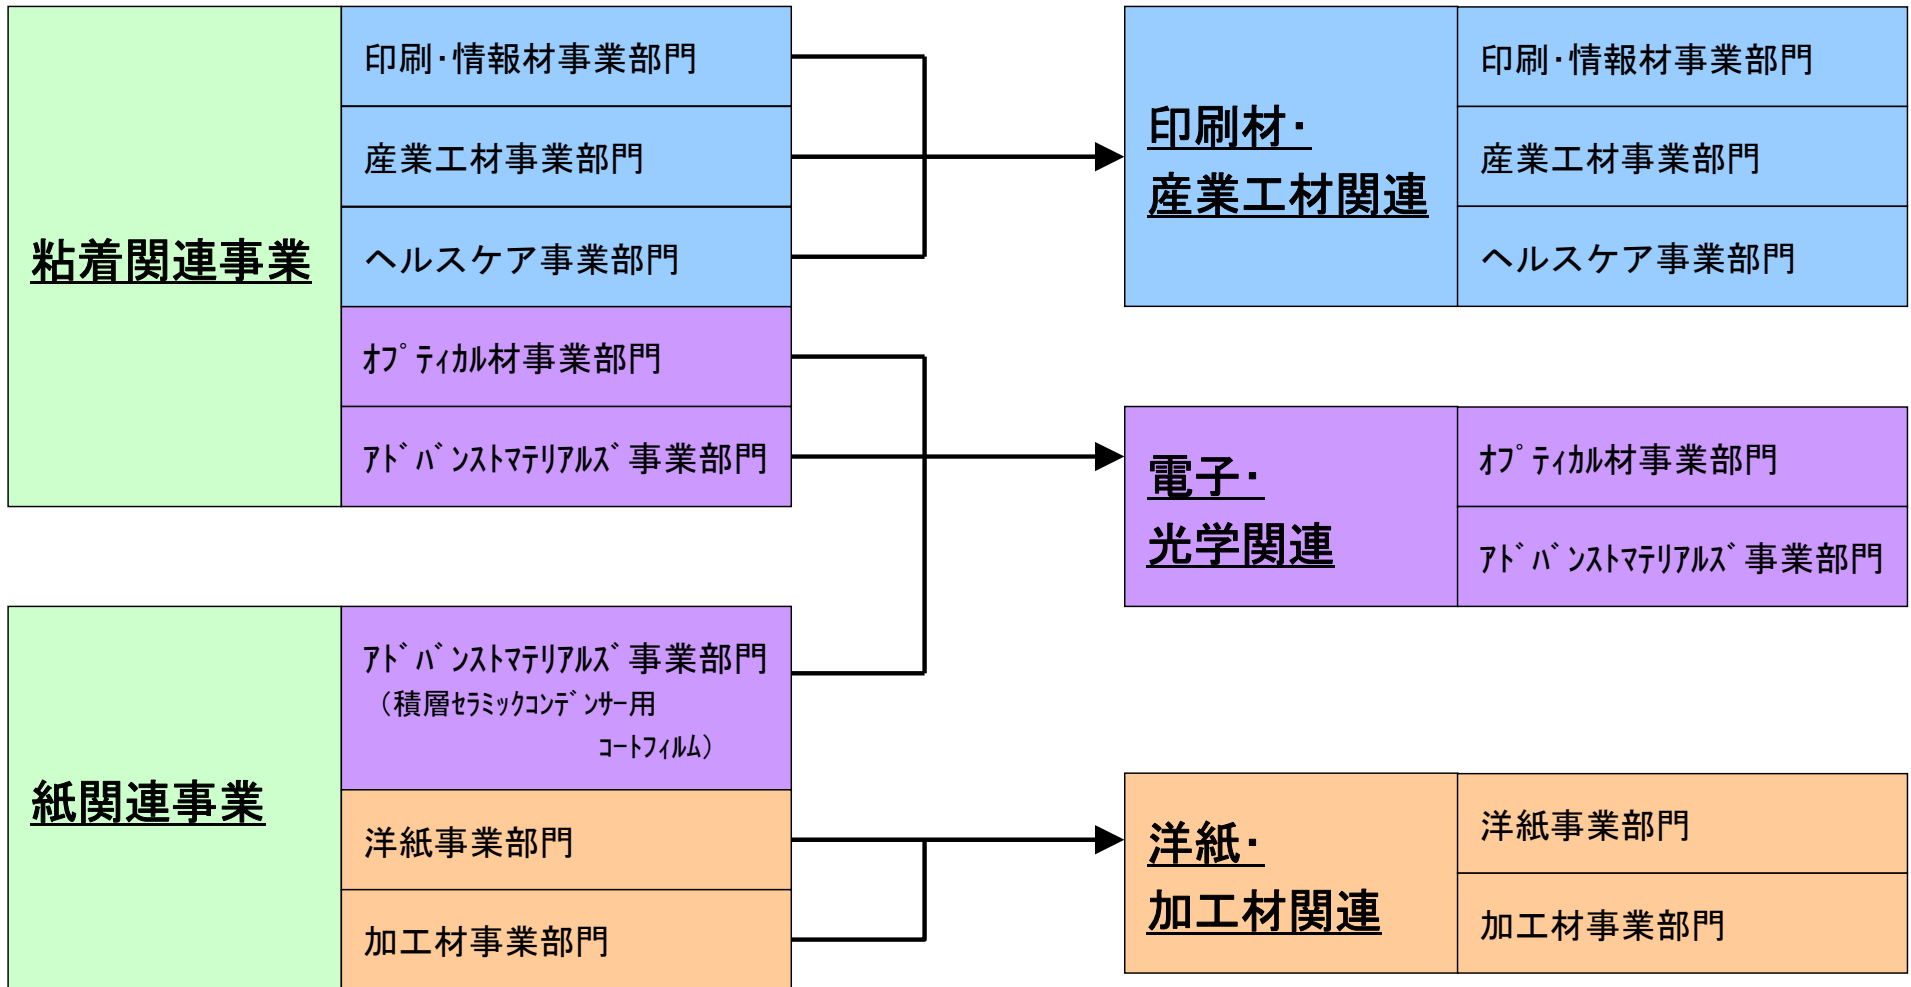 粘着関連事業
印刷・情報材事業部門
産業工材事業部門
ヘルスケア事業部門
ｵﾌﾟﾃｨｶﾙ材事業部門
ｱﾄﾞﾊﾞﾝｽﾄﾏﾃﾘｱﾙｽﾞ事業部門
紙関連事業
ｱﾄﾞﾊﾞﾝｽﾄﾏﾃﾘｱﾙｽﾞ事業部門
（積層ｾﾗﾐｯｸｺﾝﾃﾞﾝｻｰ用
ｺｰﾄﾌｨﾙﾑ）
洋紙事業部門
加工材事業部門
印刷材・
産業工材関連
印刷・情報材事業部門
産業工材事業部門
ヘルスケア事業部門
電子・
光学関連
ｵﾌﾟﾃｨｶﾙ材事業部門
ｱﾄﾞﾊﾞﾝｽﾄﾏﾃﾘｱﾙｽﾞ事業部門
洋紙・
加工材関連
洋紙事業部門
加工材事業部門